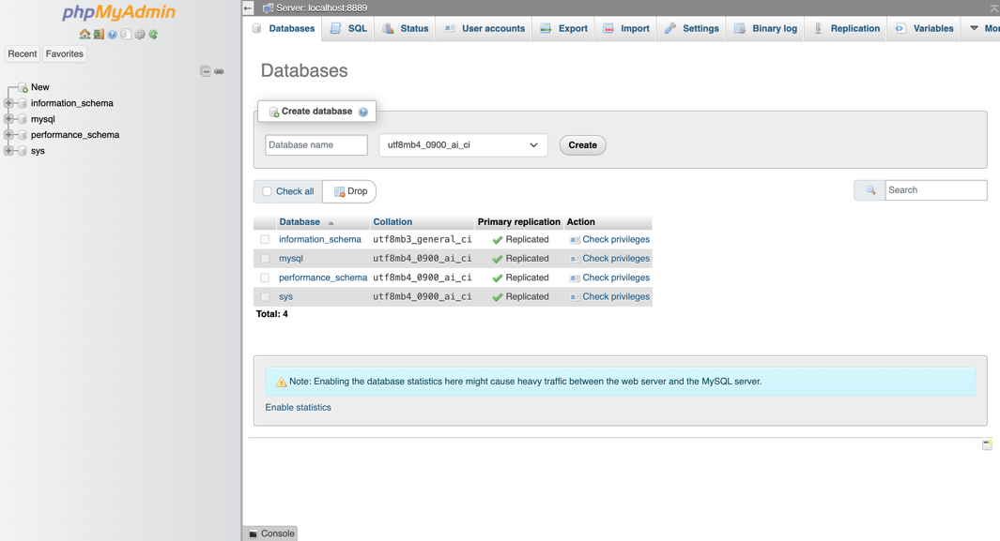 phpMyAdmin
Recent Favorites
New
information_schema
mysql
performance_schema
sys
Server: localhost:8889
Databases SQL Status User accounts Export Import Settings Binary log Replication Variables
Databases
Create database
Database name utf8mb4_0900_ai_ci Create
Check all Drop Search
Database Collation Primary replication Action
information_schema utf8mb3_general_ci Replicated Check privileges
mysql utf8mb4_0900_ai_ci Replicated Check privileges
performance_schema utf8mb4_0900_ai_ci Replicated Check privileges
sys utf8mb4_0900_ai_ci Replicated Check privileges
Total: 4
Note: Enabling the database statistics here might cause heavy traffic between the web server and the MySQL server.
Enable statistics
Console